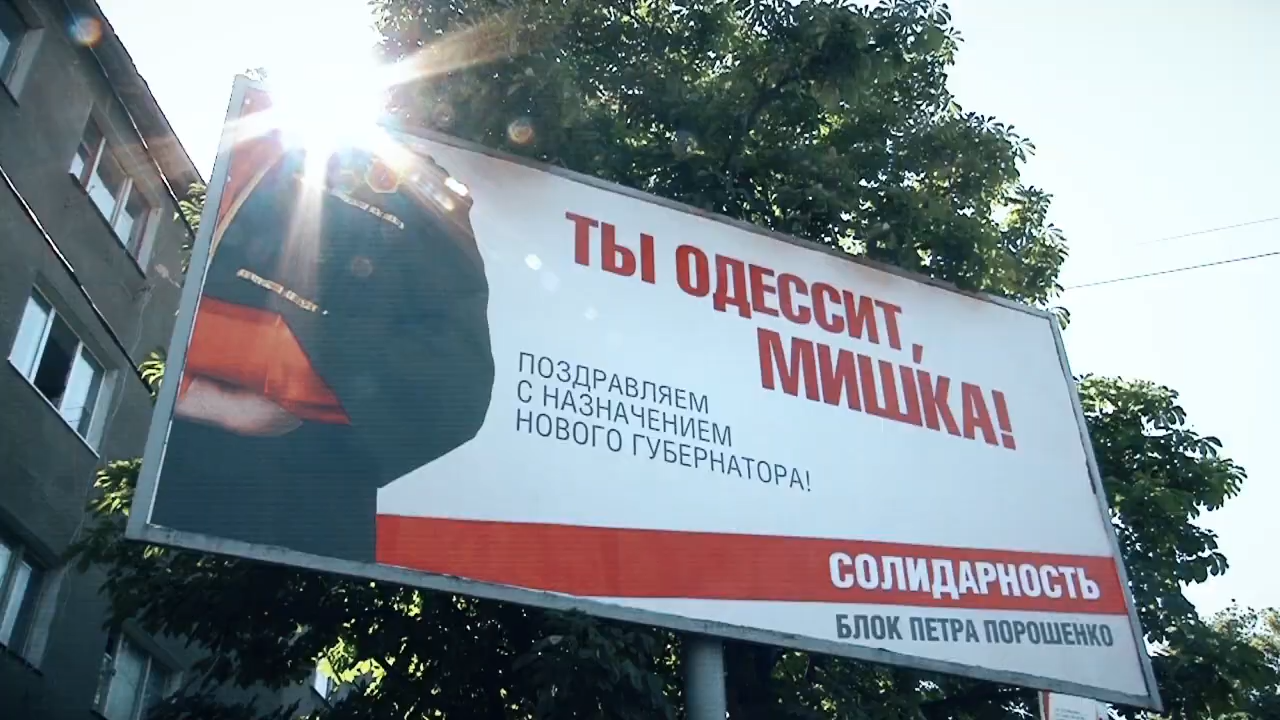 ТЫ ОДЕССИТ,
МИШКА!
ПОЗДРАВЛЯЕМ
С НАЗНАЧЕНИЕМ
НОВОГО ГУБЕРНАТОРА!
СОЛИДАРНОСТЬ
БЛОК ПЕТРА ПОРОШЕНКО